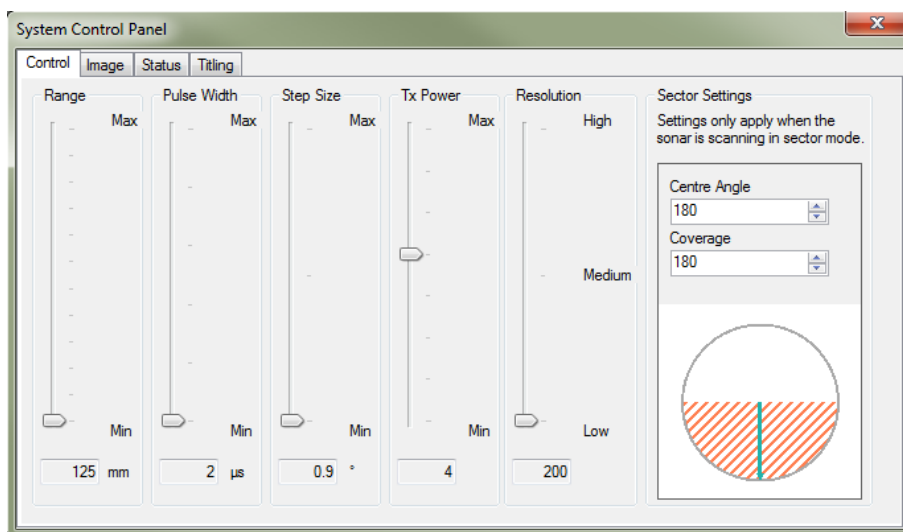 System Control Panel
Control Image Status Titling
Range Pulse Width Step Size Tx Power Resolution Sector Settings
Max Max Max Max High Settings only apply when the
sonar is scanning in sector mode.
Centre Angle
180
Coverage
180
Medium
Min Min Min Min Low
125 mm 2 µs 0.9 ° 4 200